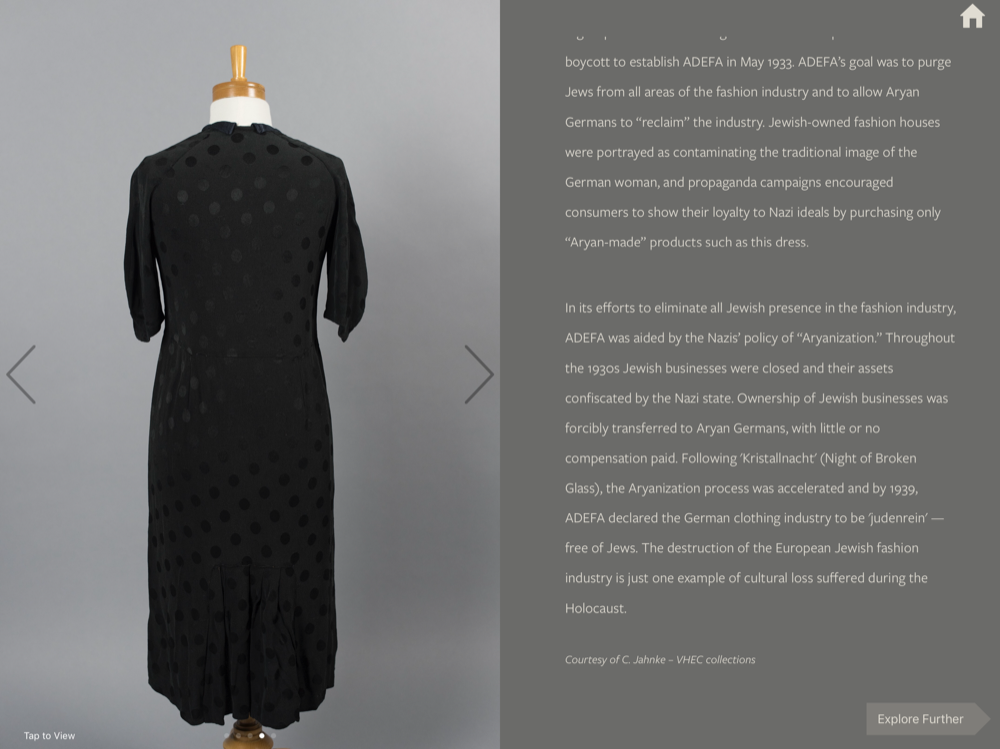 boycott to establish ADEFA in May 1933. ADEFA’s goal was to purge
Jews from all areas of the fashion industry and to allow Aryan
Germans to “reclaim” the industry. Jewish-owned fashion houses
were portrayed as contaminating the traditional image of the
German woman, and propaganda campaigns encouraged
consumers to show their loyalty to Nazi ideals by purchasing only
“Aryan-made” products such as this dress.
In its efforts to eliminate all Jewish presence in the fashion industry,
ADEFA was aided by the Nazis’ policy of “Aryanization.” Throughout
the 1930s Jewish businesses were closed and their assets
confiscated by the Nazi state. Ownership of Jewish businesses was
forcibly transferred to Aryan Germans, with little or no
compensation paid. Following ‘Kristallnacht’ (Night of Broken
Glass), the Aryanization process was accelerated and by 1939,
ADEFA declared the German clothing industry to be ‘judenrein’ —
free of Jews. The destruction of the European Jewish fashion
industry is just one example of cultural loss suffered during the
Holocaust.
Courtesy of C. Jahnke – VHEC collections
Explore Further
Tap to View